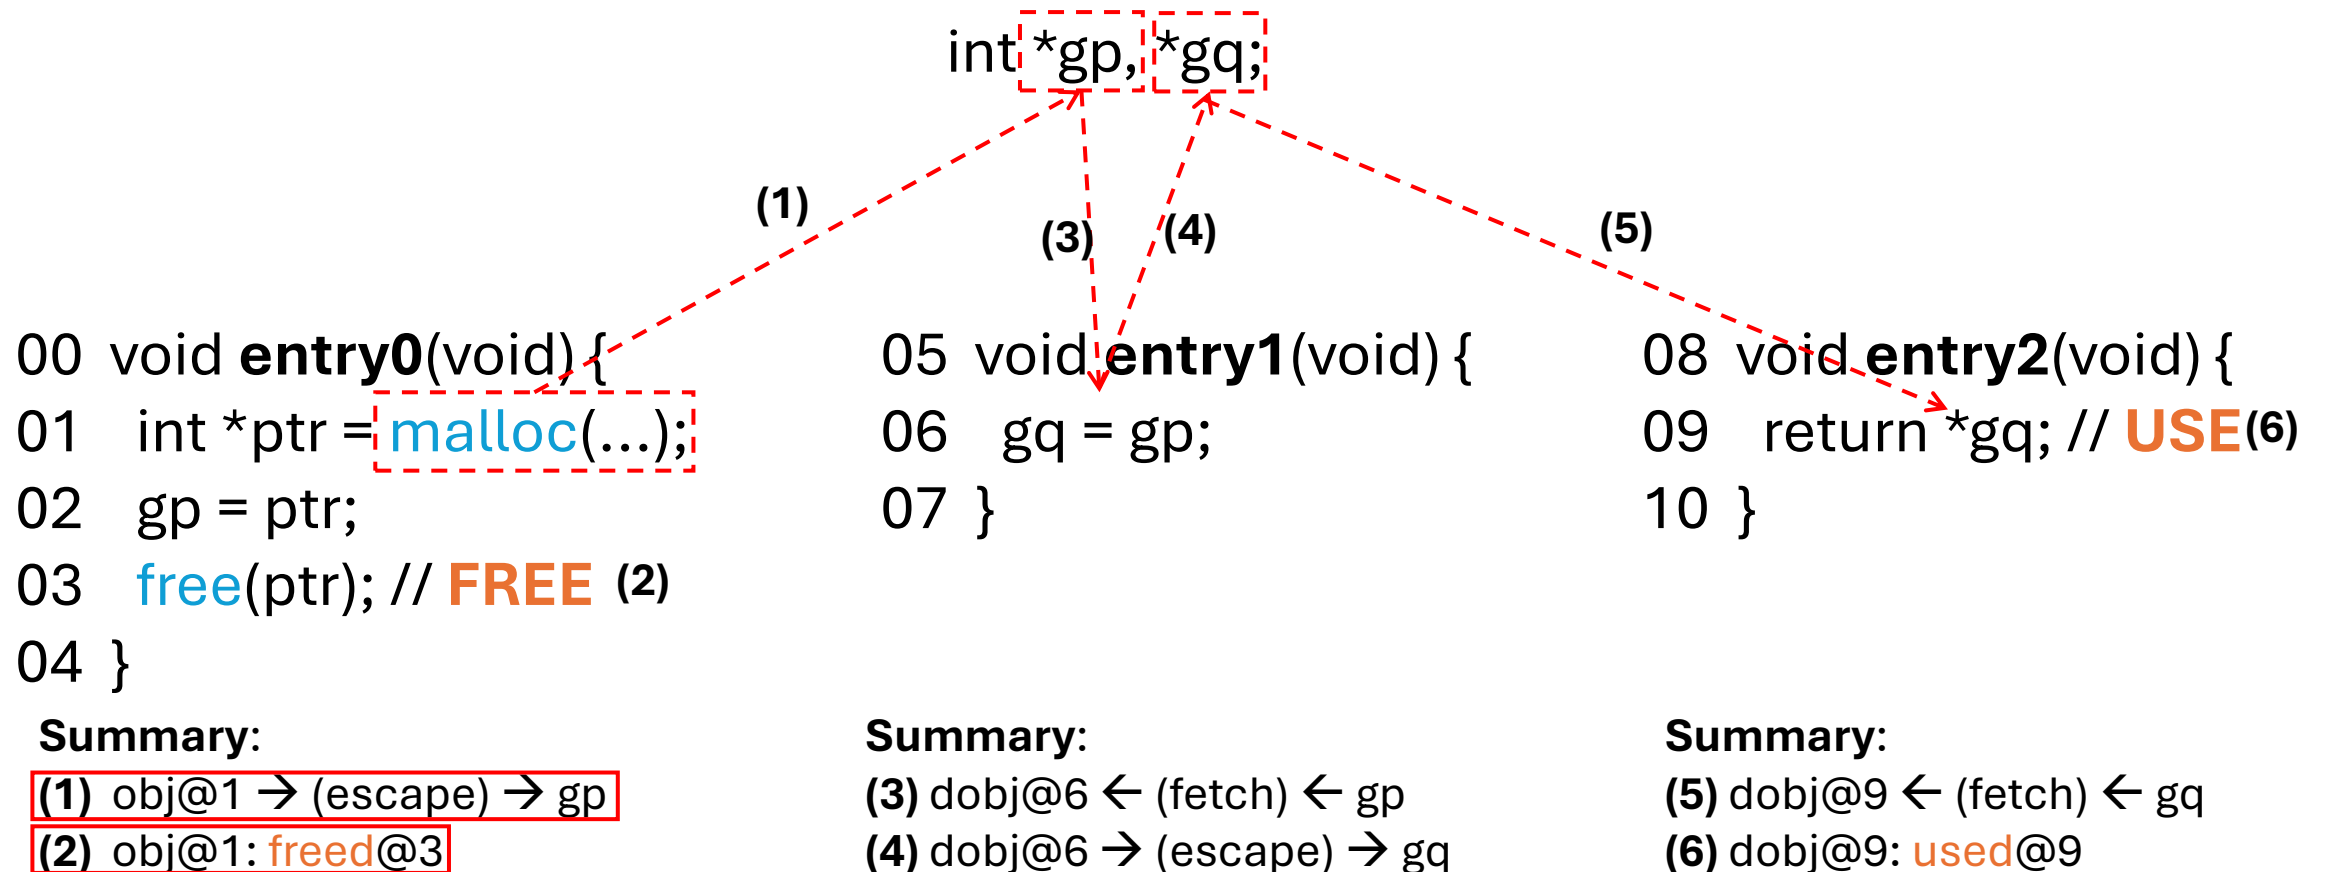 int *gp, *gq;
(1)
(3)
(4)
(5)
00 void entry0(void) {
01 int *ptr = malloc(...);
02 gp = ptr;
03 free(ptr); // FREE (2)
04 }
Summary:
(1) obj@1 → (escape) → gp
(2) obj@1: freed@3
05 void entry1(void) {
06 gq = gp;
07 }
Summary:
(3) dobj@6 ← (fetch) ← gp
(4) dobj@6 → (escape) → gq
08 void entry2(void) {
09 return *gq; // USE(6)
10 }
Summary:
(5) dobj@9 ← (fetch) ← gq
(6) dobj@9: used@9